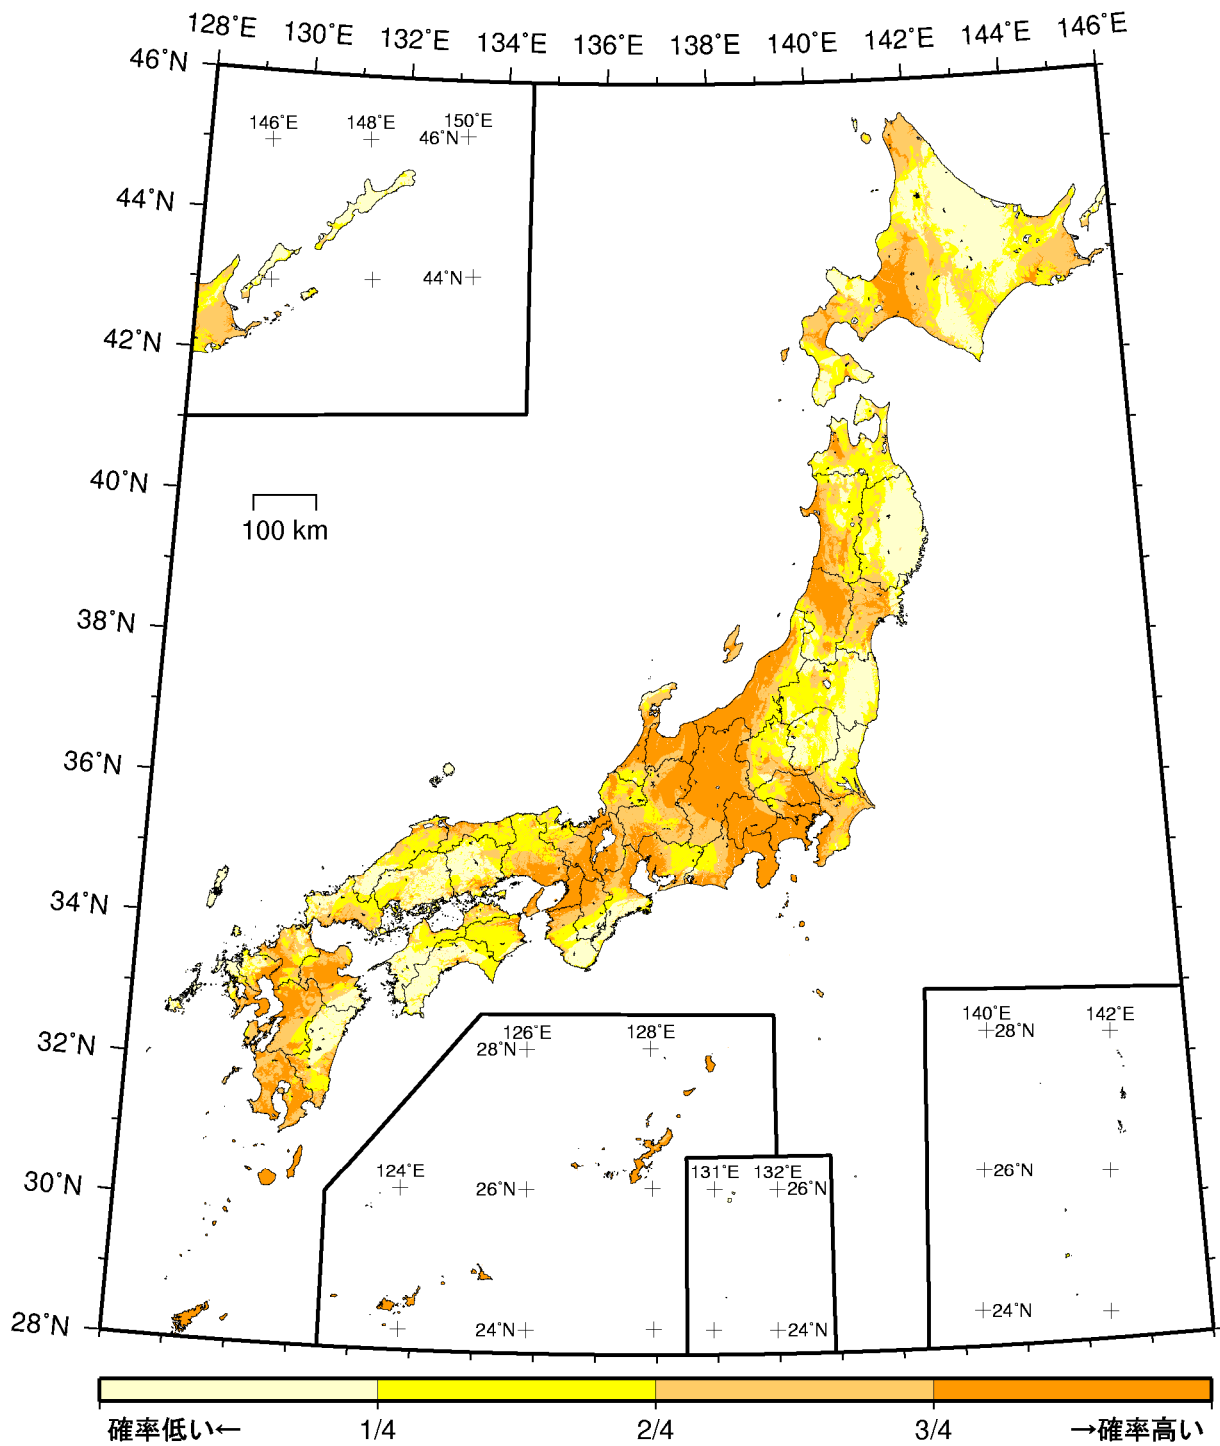 128°E 130°E 132°E 134°E 136°E 138°E 140°E 142°E 144°E 146°E
46°N
146°E 148°E 150°E
46°N
44°N
44°N
42°N
40°N
100 km
38°N
36°N
34°N
32°N
126°E 128°E
28°N
140°E 142°E
28°N
124°E
26°N
131°E 132°E
26°N
26°N
30°N
24°N
24°N
24°N
28°N
確率低い← 1/4 2/4 3/4 →確率高い